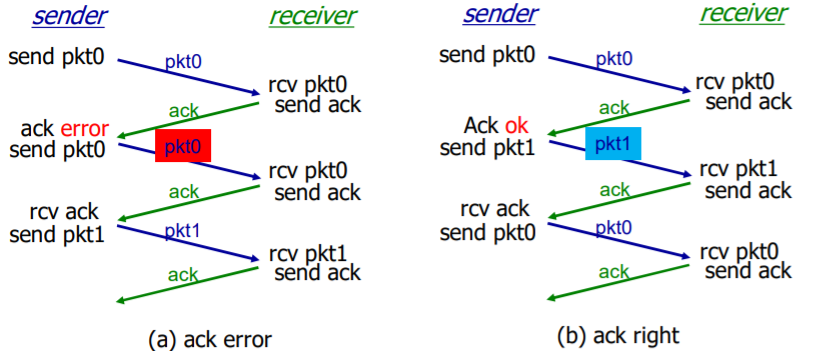 sender
receiver
send pkt0
pkt0
rcv pkt0
send ack
ack
ack error
send pkt0
pkt0
rcv pkt0
send ack
ack
rcv ack
send pkt1
pkt1
rcv pkt1
send ack
ack
(a) ack error
sender
receiver
send pkt0
pkt0
rcv pkt0
send ack
ack
Ack ok
send pkt1
pkt1
rcv pkt1
send ack
ack
rcv ack
send pkt0
pkt0
rcv pkt0
send ack
ack
(b) ack right